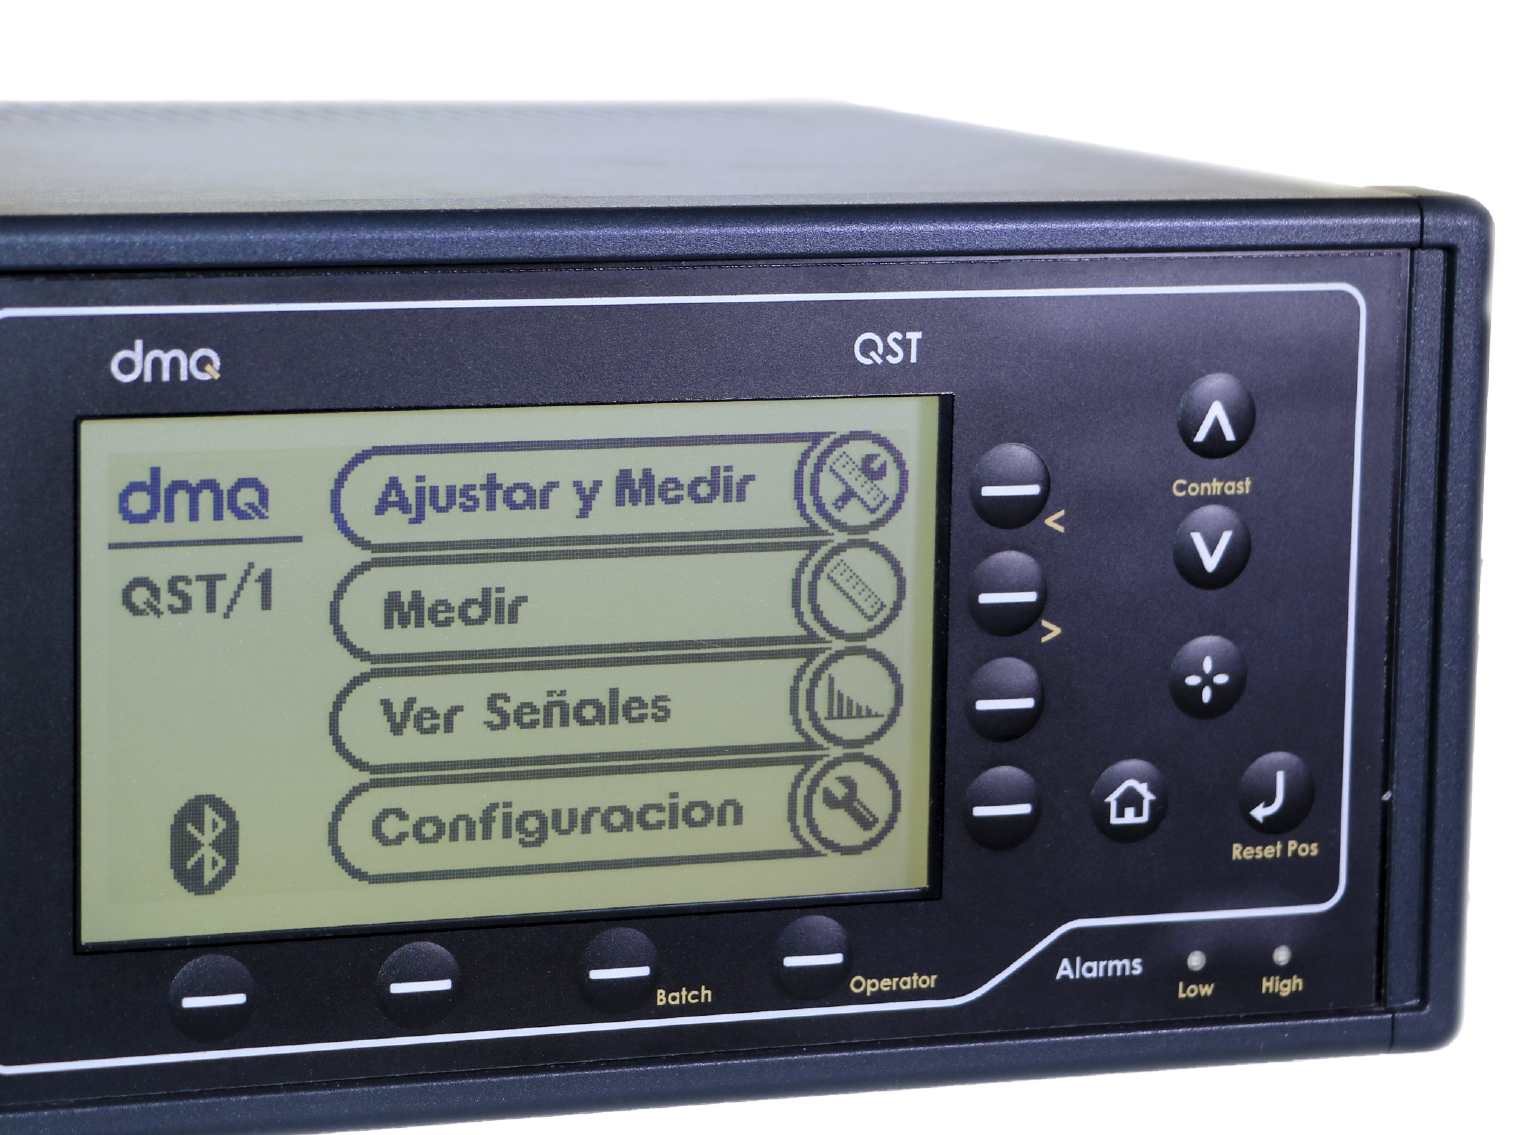 dmq
QST
dmq
QST/1
Ajustar y Medir
Medir
Ver Señales
Configuracion
<
>
Contrast
Reset Pos
Batch
Operator
Alarms
Low
High